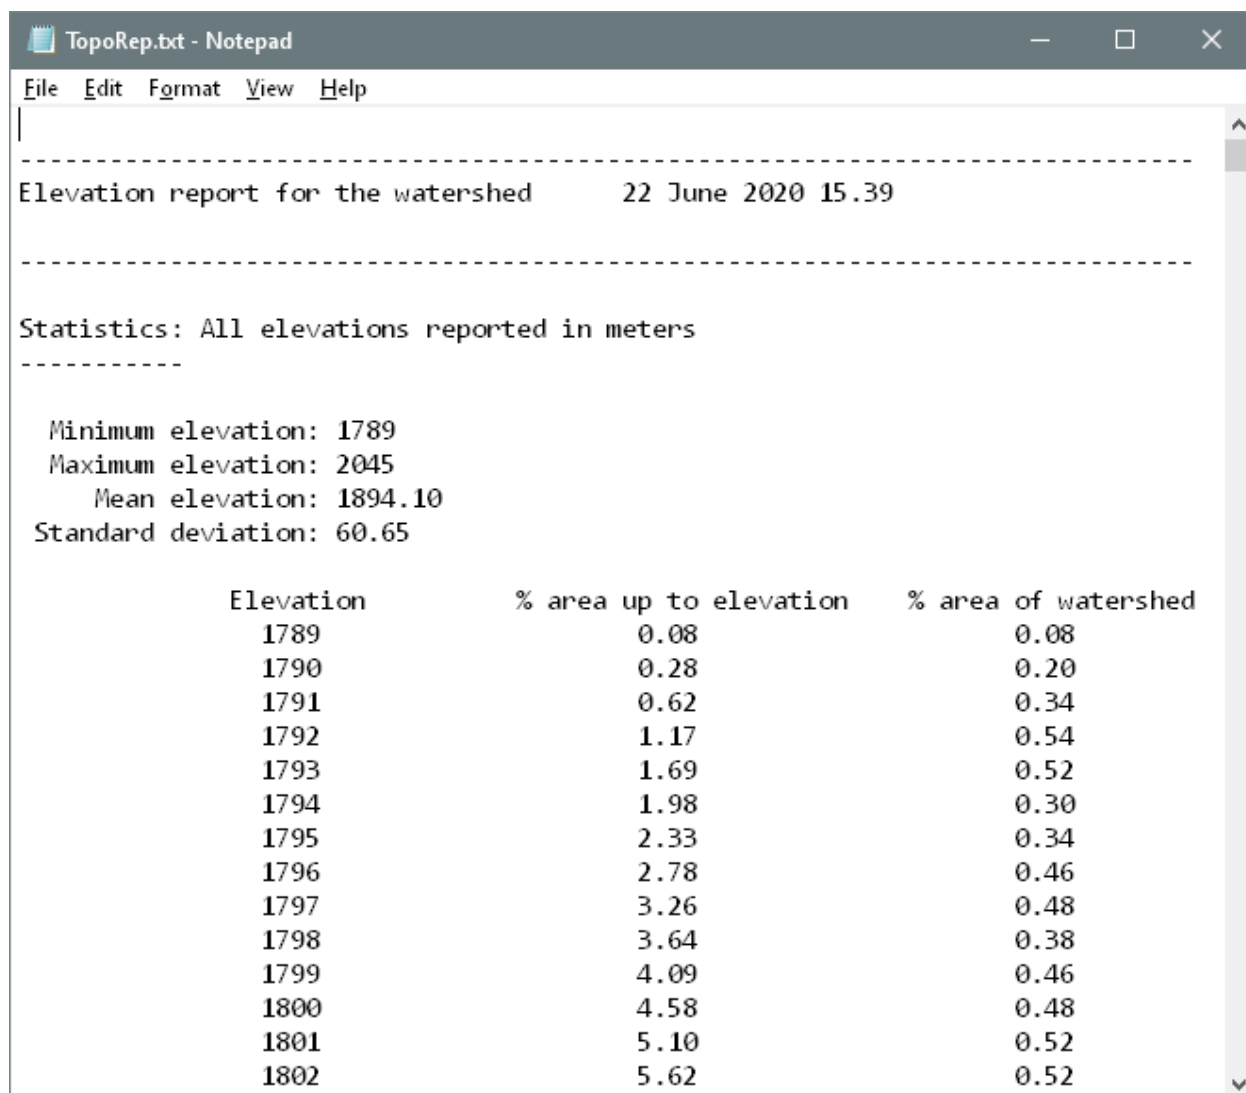 TopoRep.txt - Notepad
File Edit Format View Help
-------------------------------------------------------------------------------
Elevation report for the watershed      22 June 2020 15.39
-------------------------------------------------------------------------------
Statistics: All elevations reported in meters
-----------
Minimum elevation: 1789
Maximum elevation: 2045
Mean elevation: 1894.10
Standard deviation: 60.65
Elevation % area up to elevation % area of watershed
1789 0.08 0.08
1790 0.28 0.20
1791 0.62 0.34
1792 1.17 0.54
1793 1.69 0.52
1794 1.98 0.30
1795 2.33 0.34
1796 2.78 0.46
1797 3.26 0.48
1798 3.64 0.38
1799 4.09 0.46
1800 4.58 0.48
1801 5.10 0.52
1802 5.62 0.52